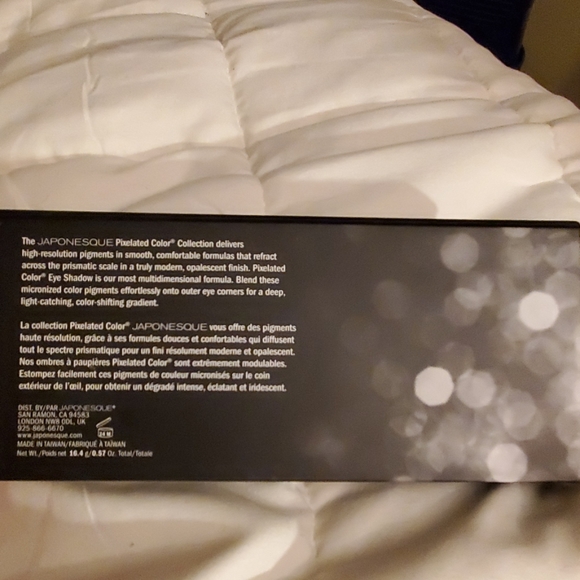 The JAPONESQUE Pixelated Color® Collection delivers
high-resolution pigments in smooth, comfortable formulas that refract
across the prismatic scale in a truly modern, opalescent finish. Pixelated
Color® Eye Shadow is our most multidimensional formula. Blend these
micronized color pigments effortlessly onto outer eye corners for a deep,
light-catching, color-shifting gradient.
La collection Pixelated Color® JAPONESQUE vous offre des pigments
haute résolution, grâce à ses formules douces et confortables qui diffusent
tout le spectre prismatique pour un fini résolument moderne et opalescent.
Nos ombres à paupières Pixelated Color® sont extrêmement modulables.
Estompez facilement ces pigments de couleur micronisés sur le coin
extérieur de l'œil, pour obtenir un dégradé intense, éclatant et iridescent.
DIST. BY/PAR JAPONESQUE®
SAN RAMON, CA 94583
LONDON NW8 0DL, UK
925-866-6670
www.japonesque.com
24 M
MADE IN TAIWAN/FABRIQUÉ À TAÏWAN
Net Wt./Poids net 16.4 g/0.57 Oz. Total/Totale